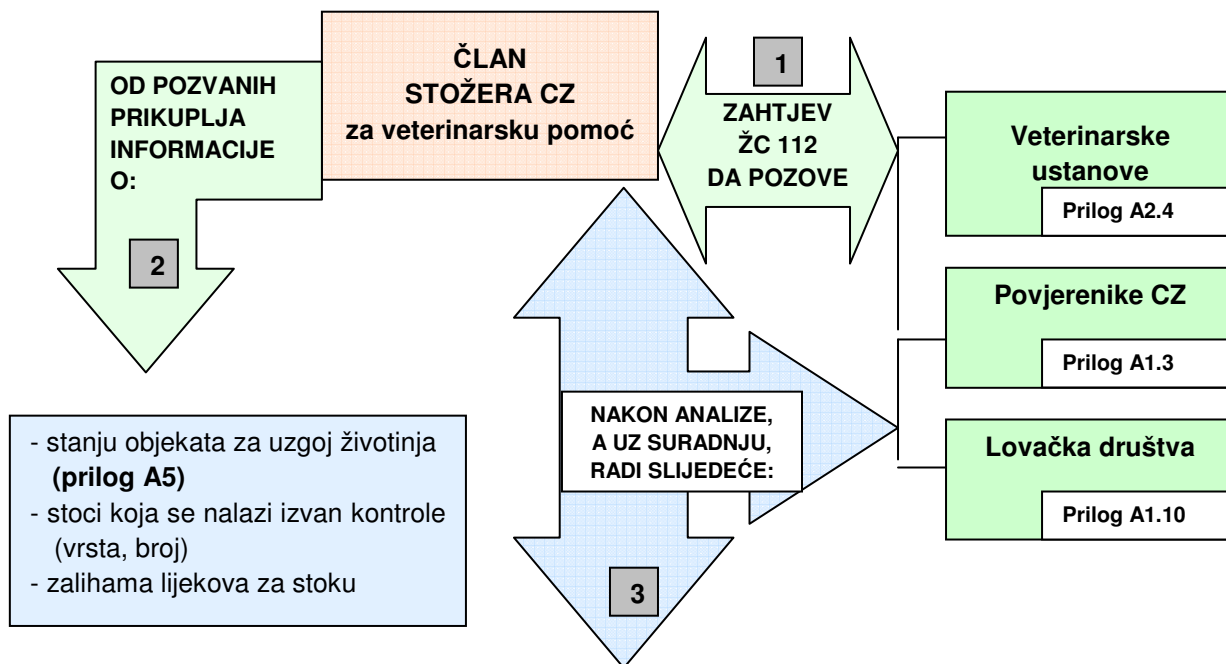 ČLAN
STOŽERA CZ
za veterinarsku pomoć
1
ZAHTJEV
ŽC 112
DA POZOVE
Veterinarske
ustanove
Prilog A2.4
Povjerenike CZ
Prilog A1.3
Lovačka društva
Prilog A1.10
OD POZVANIH
PRIKUPLJA
INFORMACIJE
O:
2
- stanju objekata za uzgoj životinja
(prilog A5)
- stoci koja se nalazi izvan kontrole
(vrsta, broj)
- zalihama lijekova za stoku
NAKON ANALIZE,
A UZ SURADNJU,
RADI SLIJEDEĆE:
3